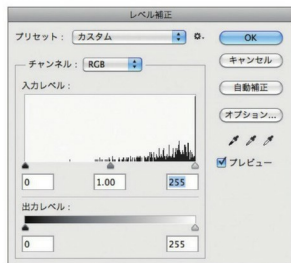 レベル補正
プリセット： カスタム
OK
チャンネル： RGB
キャンセル
入力レベル：
自動補正
オプション...
プレビュー
0 1.00 255
出力レベル：
0 255